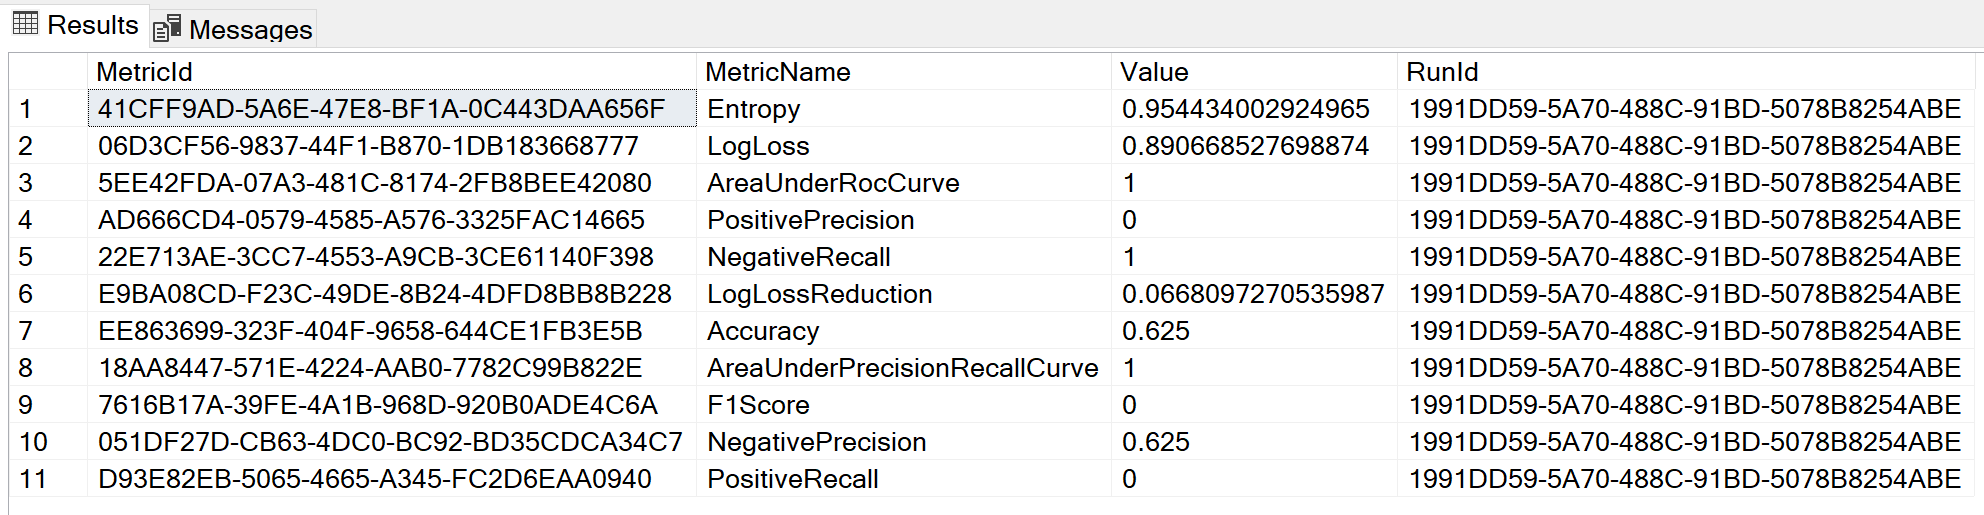 Results Messages
MetricId MetricName Value RunId
1 41CFF9AD-5A6E-47E8-BF1A-0C443DAA656F Entropy 0.954434002924965 1991DD59-5A70-488C-91BD-5078B8254ABE
2 06D3CF56-9837-44F1-B870-1DB183668777 LogLoss 0.890668527698874 1991DD59-5A70-488C-91BD-5078B8254ABE
3 5EE42FDA-07A3-481C-8174-2FB8BEE42080 AreaUnderRocCurve 1 1991DD59-5A70-488C-91BD-5078B8254ABE
4 AD666CD4-0579-4585-A576-3325FAC14665 PositivePrecision 0 1991DD59-5A70-488C-91BD-5078B8254ABE
5 22E713AE-3CC7-4553-A9CB-3CE61140F398 NegativeRecall 1 1991DD59-5A70-488C-91BD-5078B8254ABE
6 E9BA08CD-F23C-49DE-8B24-4DFD8BB8B228 LogLossReduction 0.0668097270535987 1991DD59-5A70-488C-91BD-5078B8254ABE
7 EE863699-323F-404F-9658-644CE1FB3E5B Accuracy 0.625 1991DD59-5A70-488C-91BD-5078B8254ABE
8 18AA8447-571E-4224-AAB0-7782C99B822E AreaUnderPrecisionRecallCurve 1 1991DD59-5A70-488C-91BD-5078B8254ABE
9 7616B17A-39FE-4A1B-968D-920B0ADE4C6A F1Score 0 1991DD59-5A70-488C-91BD-5078B8254ABE
10 051DF27D-CB63-4DC0-BC92-BD35CDCA34C7 NegativePrecision 0.625 1991DD59-5A70-488C-91BD-5078B8254ABE
11 D93E82EB-5065-4665-A345-FC2D6EAA0940 PositiveRecall 0 1991DD59-5A70-488C-91BD-5078B8254ABE